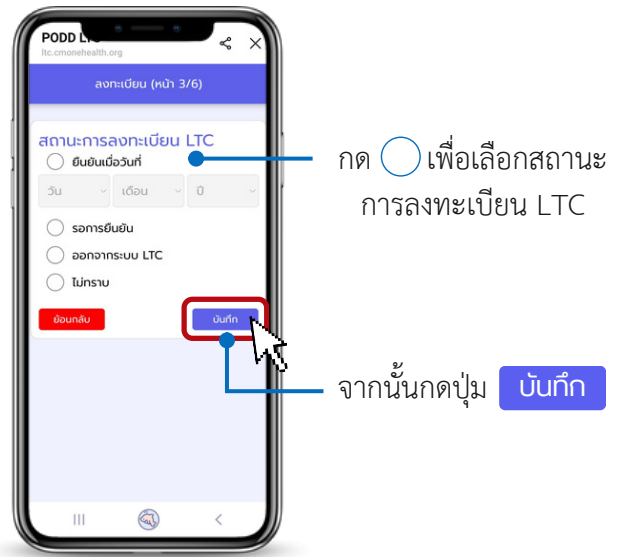 PODD L
ltc.cmonehealth.org
ลงทะเบียน (หน้า 3/6)
สถานะการลงทะเบียน LTC
ยืนยันเมื่อวันที่
วัน เดือน ปี
รอการยืนยัน
ออกจากระบบ LTC
ไม่ทราบ
ย้อนกลับ บันทึก
กด เพื่อเลือกสถานะ
การลงทะเบียน LTC
จากนั้นกดปุ่ม บันทึก